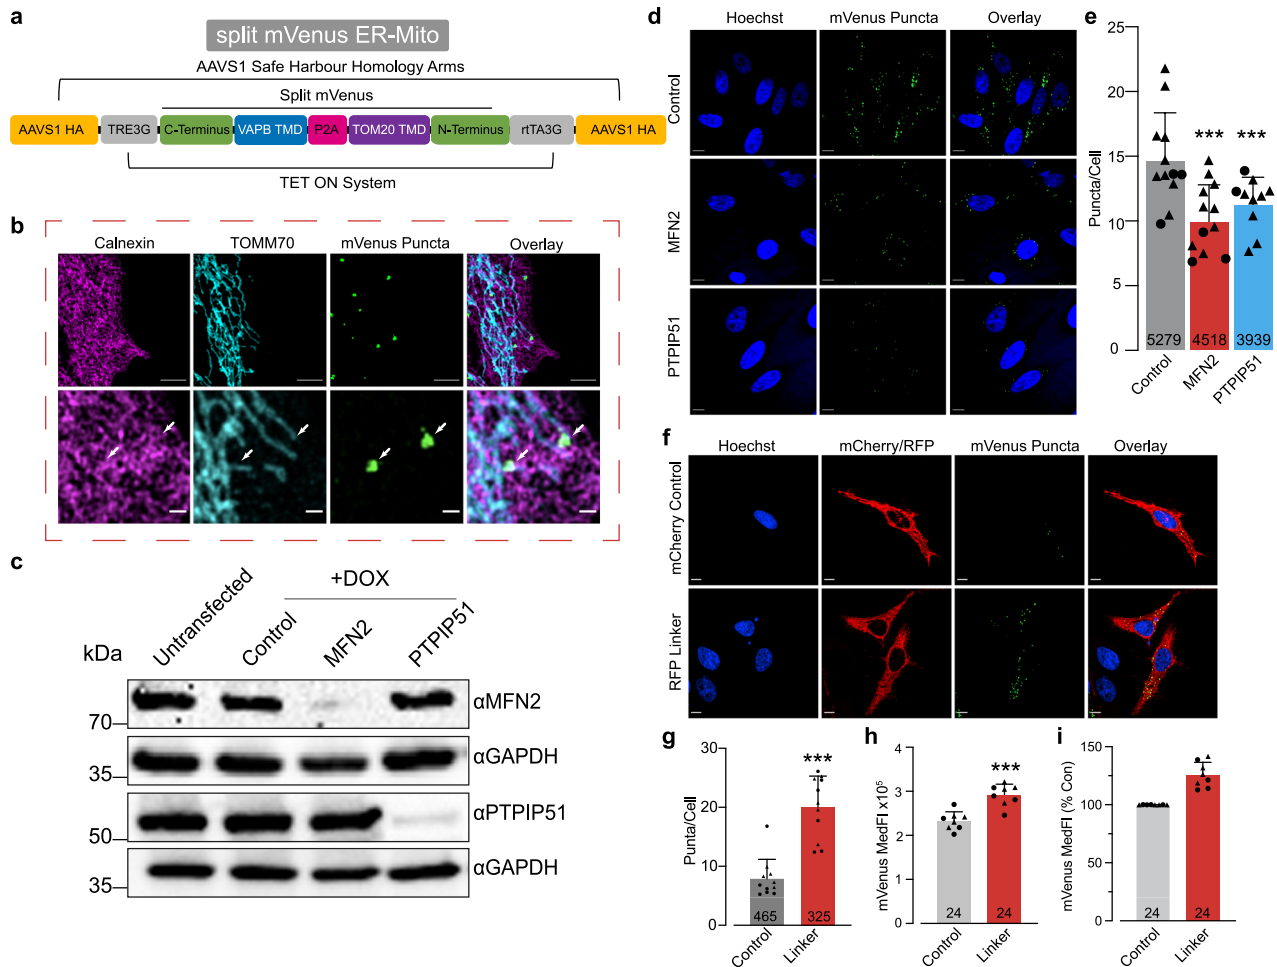 a
split mVenus ER-Mito
AAVS1 Safe Harbour Homology Arms
Split mVenus
AAVS1 HA TRE3G C-Terminus VAPB TMD P2A TOM20 TMD N-Terminus rtTA3G AAVS1 HA
TET ON System
b
Calnexin TOMM70 mVenus Puncta Overlay
c
+DOX
Untransfected Control MFN2 PTPIP51
kDa
αMFN2
70
αGAPDH
35
αPTPIP51
50
αGAPDH
35
d
Hoechst mVenus Puncta Overlay
Control
MFN2
PTPIP51
e
Puncta/Cell
25
20
15
10
5
0
*** ***
5279 4518 3939
Control MFN2 PTPIP51
f
Hoechst mCherry/RFP mVenus Puncta Overlay
mCherry Control
RFP Linker
g
Punta/Cell
30
20
10
0
***
465 325
Control Linker
h
mVenus MedFI x10⁵
4
3
2
1
0
***
24 24
Control Linker
i
mVenus MedFI (% Con)
150
125
100
75
50
25
0
24 24
Control Linker